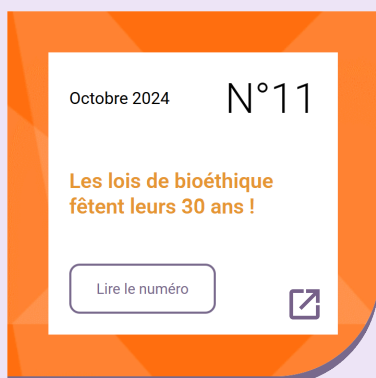 Octobre 2024 N°11
Les lois de bioéthique
fêtent leurs 30 ans !
Lire le numéro